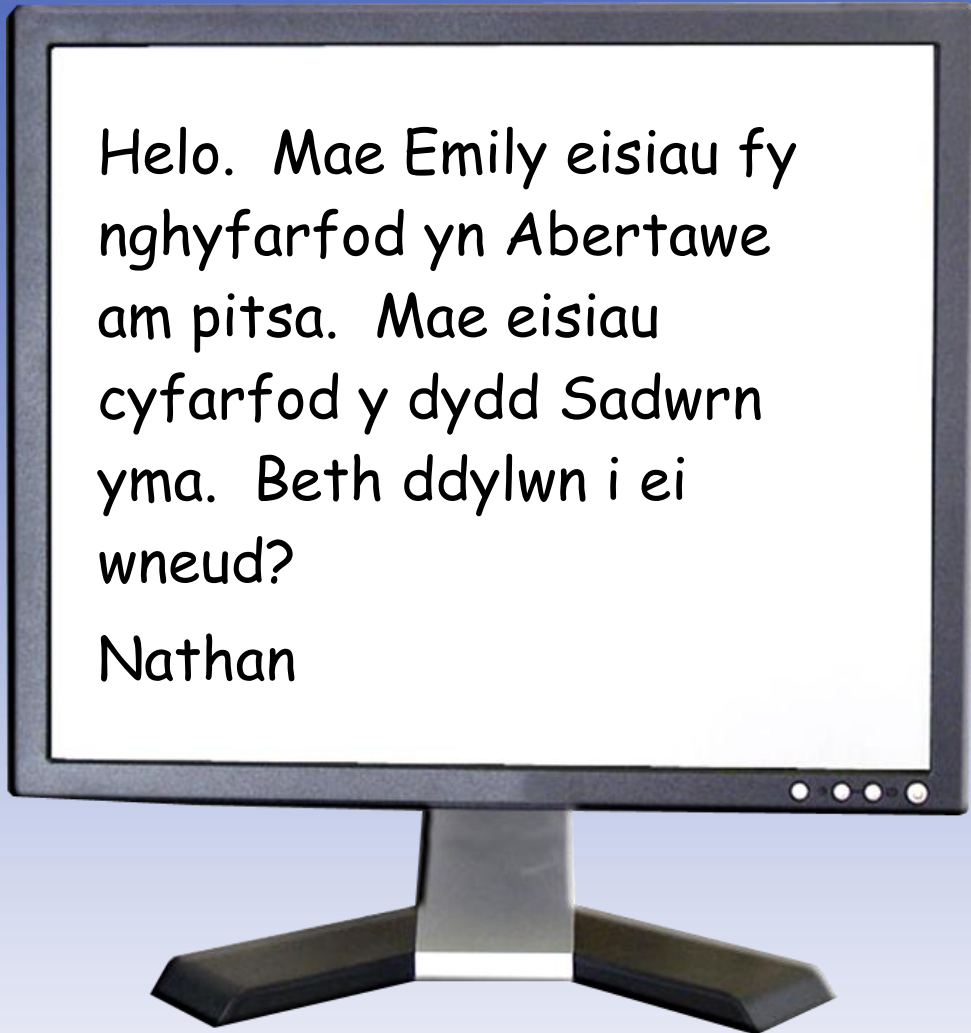 Helo.  Mae Emily eisiau fy
nghyfarfod yn Abertawe
am pitsa.  Mae eisiau
cyfarfod y dydd Sadwrn
yma.  Beth ddylwn i ei
wneud?
Nathan